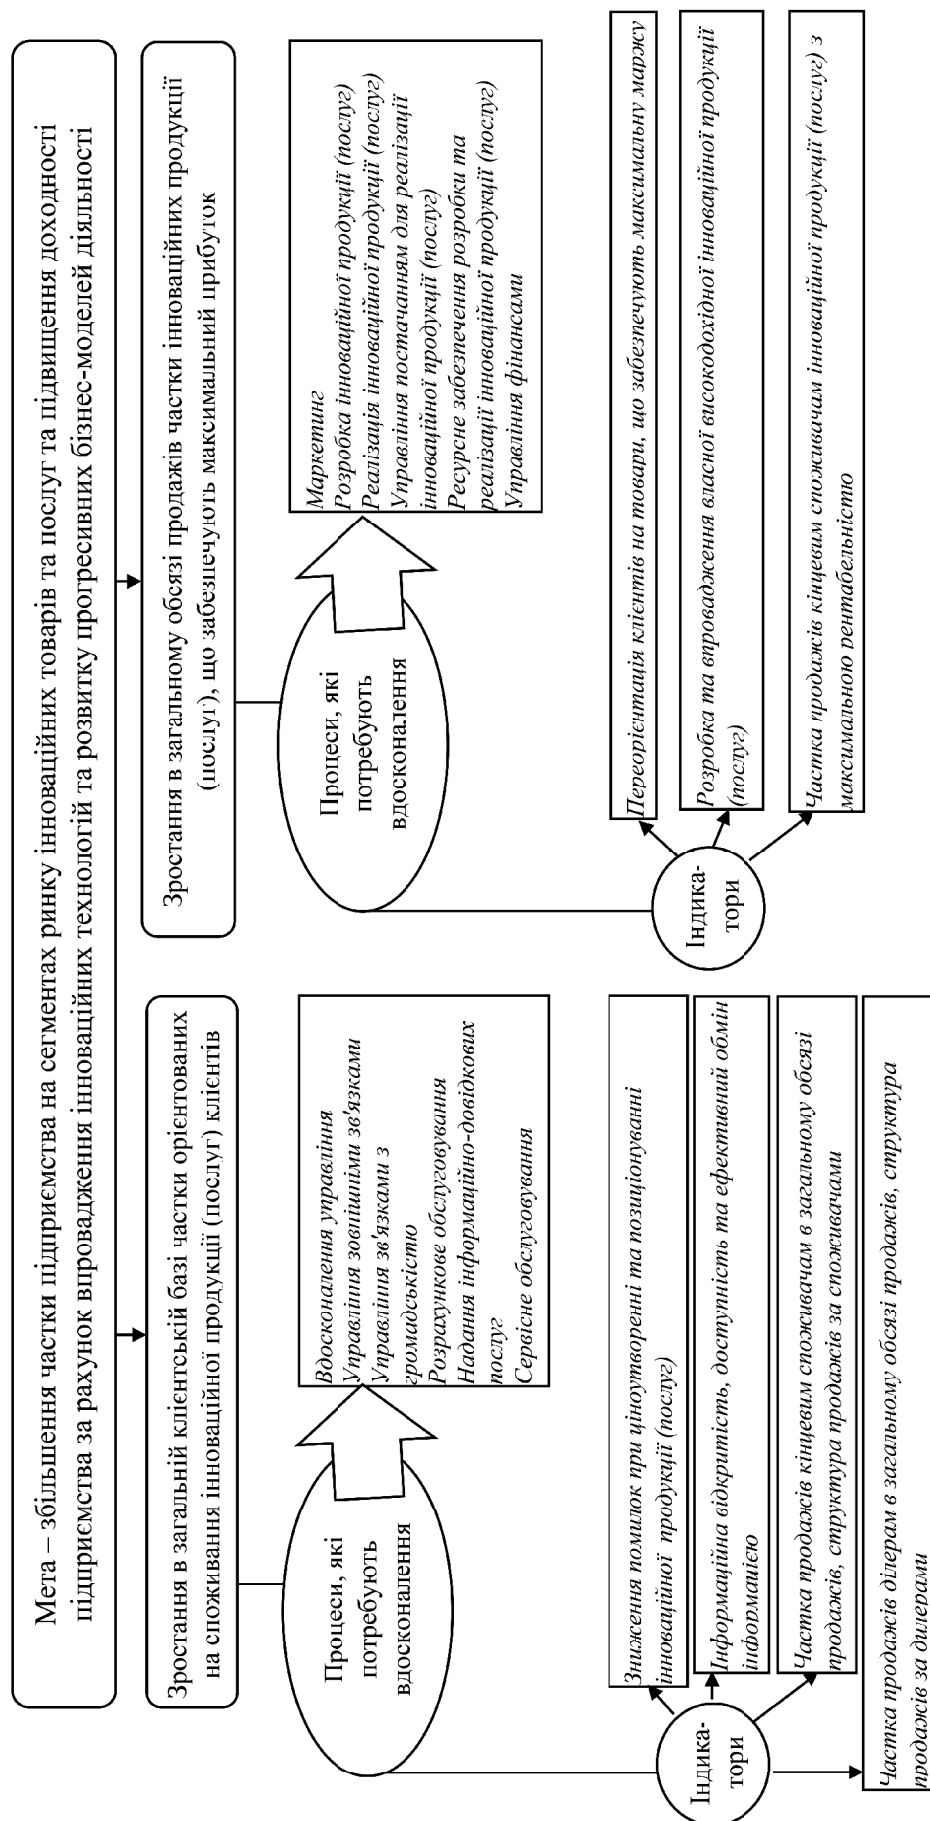 Мета – збільшення частки підприємства на сегментах ринку інноваційних товарів та послуг та підвищення доходності
підприємства за рахунок впровадження інноваційних технологій та розвитку прогресивних бізнес-моделей діяльності
Зростання в загальній клієнтській базі частки орієнтованих
на споживання інноваційної продукції (послуг) клієнтів
Процеси, які
потребують
вдосконалення
Вдосконалення управління
Управління зовнішніми зв'язками
Управління зв'язками з
громадськістю
Розрахункове обслуговування
Надання інформаційно-довідкових
послуг
Сервісне обслуговування
Індика-
тори
Зниження помилок при ціноутворенні та позиціонуванні
інноваційної продукції (послуг)
Інформаційна відкритість, доступність та ефективний обмін
інформацією
Частка продажів кінцевим споживачам в загальному обсязі
продажів, структура продажів за споживачами
Частка продажів ділерам в загальному обсязі продажів, структура
продажів за дилерами
Зростання в загальному обсязі продажів частки інноваційних продукції
(послуг), що забезпечують максимальний прибуток
Процеси, які
потребують
вдосконалення
Маркетинг
Розробка інноваційної продукції (послуг)
Реалізація інноваційної продукції (послуг)
Управління постачанням для реалізації
інноваційної продукції (послуг)
Ресурсне забезпечення розробки та
реалізації інноваційної продукції (послуг)
Управління фінансами
Індика-
тори
Переорієнтація клієнтів на товари, що забезпечують максимальну маржу
Розробка та впровадження власної високодохідної інноваційної продукції
(послуг)
Частка продажів кінцевим споживачам інноваційної продукції (послуг) з
максимальною рентабельністю